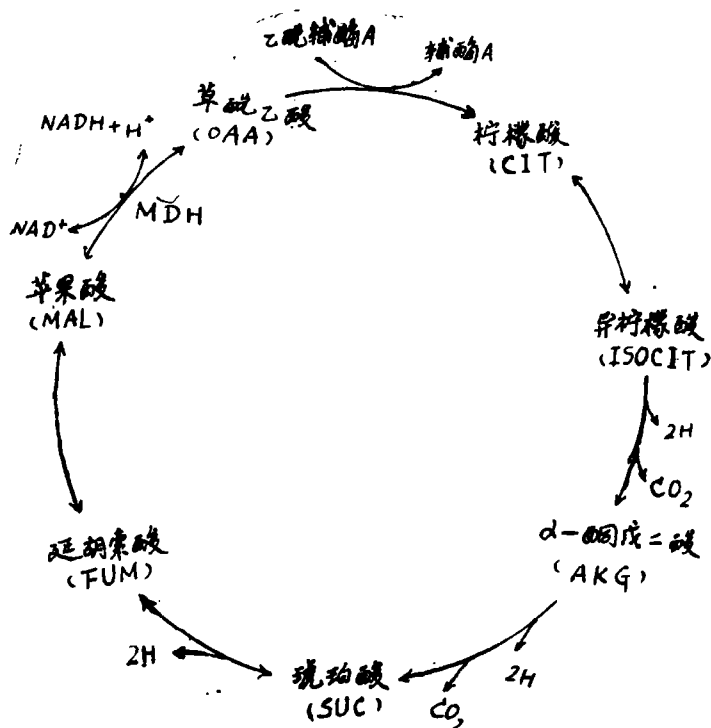 乙酰辅酶A
辅酶A
草酰乙酸
(OAA)
NADH+H⁺
柠檬酸
(CIT)
MDH
NAD⁺
苹果酸
(MAL)
异柠檬酸
(ISOCIT)
2H
CO₂
α-酮戊二酸
(AKG)
延胡索酸
(FUM)
2H
琥珀酸
(SUC)
2H
CO₂